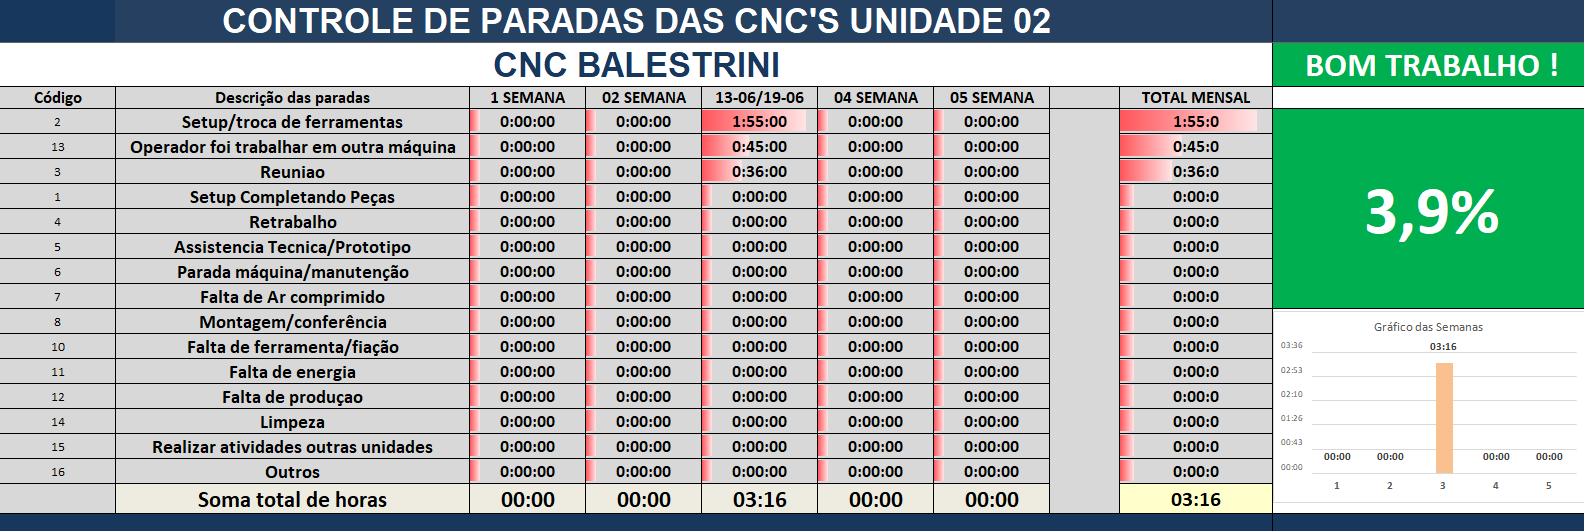 CONTROLE DE PARADAS DAS CNC'S UNIDADE 02
CNC BALESTRINI
BOM TRABALHO !
Código Descrição das paradas 1 SEMANA 02 SEMANA 13-06/19-06 04 SEMANA 05 SEMANA TOTAL MENSAL
2 Setup/troca de ferramentas 0:00:00 0:00:00 1:55:00 0:00:00 0:00:00 1:55:0
13 Operador foi trabalhar em outra máquina 0:00:00 0:00:00 0:45:00 0:00:00 0:00:00 0:45:0
3 Reuniao 0:00:00 0:00:00 0:36:00 0:00:00 0:00:00 0:36:0
1 Setup Completando Peças 0:00:00 0:00:00 0:00:00 0:00:00 0:00:00 0:00:0
4 Retrabalho 0:00:00 0:00:00 0:00:00 0:00:00 0:00:00 0:00:0
5 Assistencia Tecnica/Prototipo 0:00:00 0:00:00 0:00:00 0:00:00 0:00:00 0:00:0
6 Parada máquina/manutenção 0:00:00 0:00:00 0:00:00 0:00:00 0:00:00 0:00:0
7 Falta de Ar comprimido 0:00:00 0:00:00 0:00:00 0:00:00 0:00:00 0:00:0
8 Montagem/conferência 0:00:00 0:00:00 0:00:00 0:00:00 0:00:00 0:00:0
10 Falta de ferramenta/fiação 0:00:00 0:00:00 0:00:00 0:00:00 0:00:00 0:00:0
11 Falta de energia 0:00:00 0:00:00 0:00:00 0:00:00 0:00:00 0:00:0
12 Falta de produçao 0:00:00 0:00:00 0:00:00 0:00:00 0:00:00 0:00:0
14 Limpeza 0:00:00 0:00:00 0:00:00 0:00:00 0:00:00 0:00:0
15 Realizar atividades outras unidades 0:00:00 0:00:00 0:00:00 0:00:00 0:00:00 0:00:0
16 Outros 0:00:00 0:00:00 0:00:00 0:00:00 0:00:00 0:00:0
Soma total de horas 00:00 00:00 03:16 00:00 00:00 03:16
3,9%
Gráfico das Semanas
03:36
03:16
02:53
02:10
01:26
00:43
00:00
00:00 00:00 00:00 00:00
1 2 3 4 5